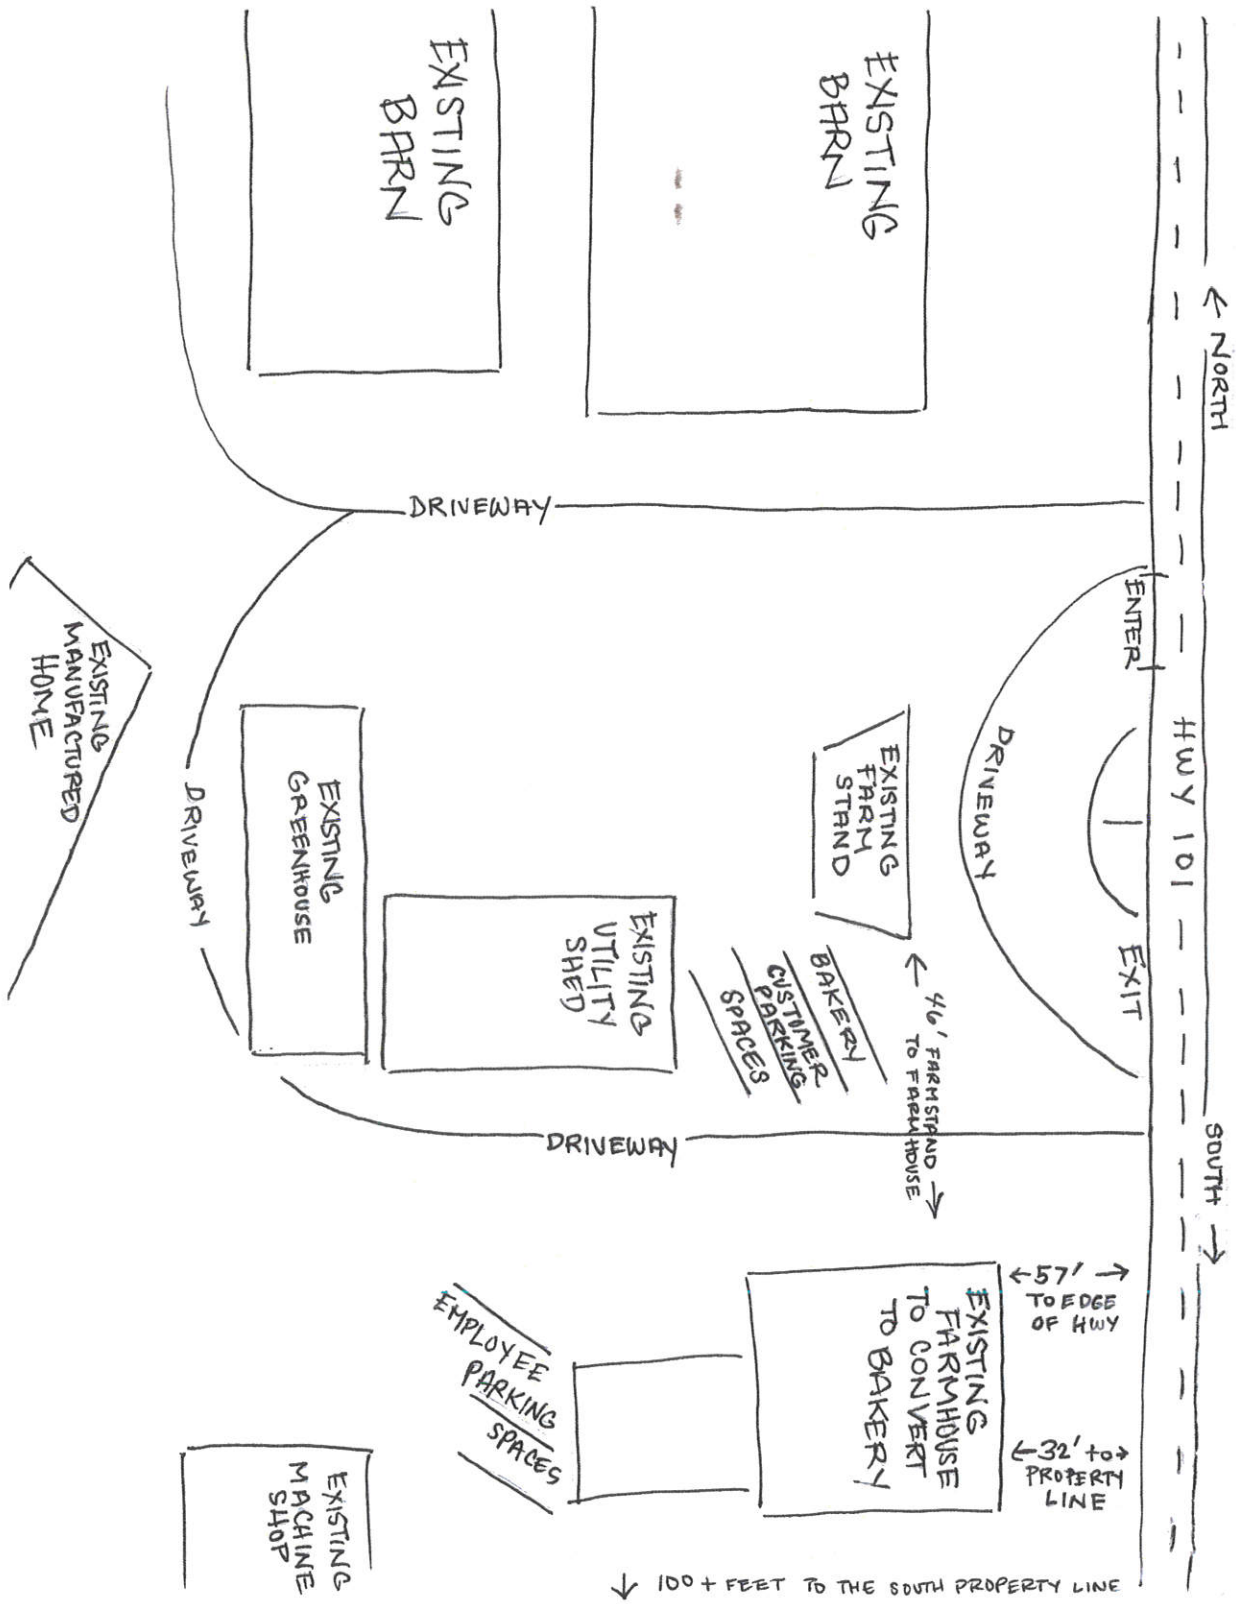 ← NORTH
HWY 101
SOUTH →
EXISTING
BARN
EXISTING
BARN
DRIVEWAY
ENTER
DRIVEWAY
EXIT
EXISTING
FARM
STAND
← 46' FARMSTAND →
TO FARMHOUSE
BAKERY
CUSTOMER
PARKING
SPACES
EXISTING
UTILITY
SHED
EXISTING
GREENHOUSE
DRIVEWAY
EXISTING
MANUFACTURED
HOME
DRIVEWAY
←57' →
TO EDGE
OF HWY
EXISTING
FARMHOUSE
TO CONVERT
TO BAKERY
←32' to→
PROPERTY
LINE
EMPLOYEE
PARKING
SPACES
EXISTING
MACHINE
SHOP
↓ 100 + FEET TO THE SOUTH PROPERTY LINE